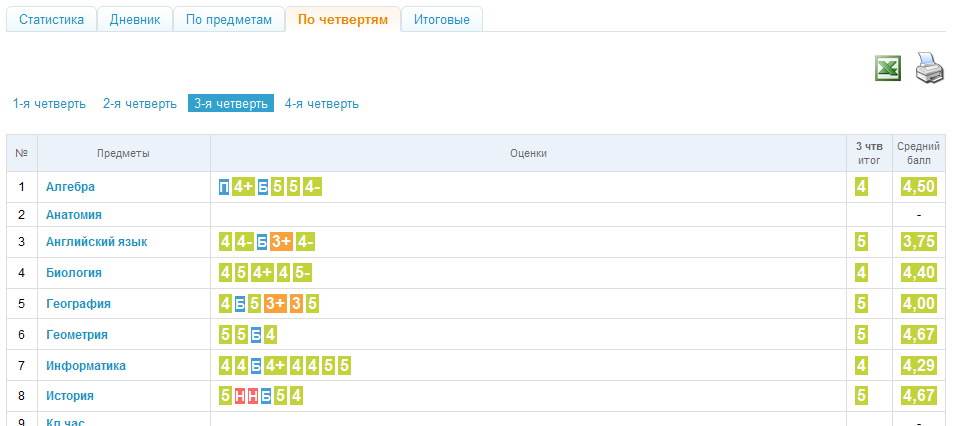 Статистика Дневник По предметам По четвертям Итоговые
1-я четверть 2-я четверть 3-я четверть 4-я четверть
№ Предметы Оценки 3 чтв итог Средний балл
1 Алгебра П 4+ Б 5 5 4- 4 4,50
2 Анатомия -
3 Английский язык 4 4- Б 3+ 4- 5 3,75
4 Биология 4 5 4+ 4 5- 4 4,40
5 География 4 Б 5 3+ 3 5 5 4,00
6 Геометрия 5 5 Б 4 5 4,67
7 Информатика 4 4 Б 4+ 4 4 5 5 4 4,29
8 История 5 Н Н Б 5 4 5 4,67
9 Кл.час -